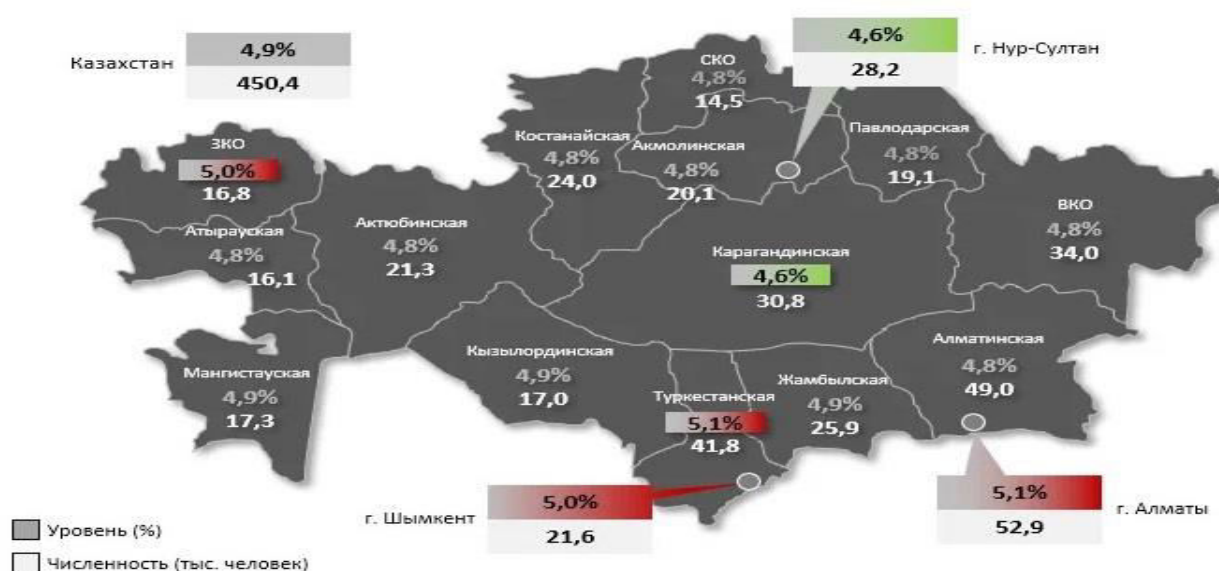 Казахстан
4,9%
450,4
4,6%
28,2
г. Нур-Султан
СКО
4,8%
14,5
Костанайская
4,8%
24,0
Акмолинская
4,8%
20,1
Павлодарская
4,8%
19,1
ЗКО
5,0%
16,8
Атырауская
4,8%
16,1
Актюбинская
4,8%
21,3
Карагандинская
4,6%
30,8
ВКО
4,8%
34,0
Мангистауская
4,9%
17,3
Кызылординская
4,9%
17,0
Туркестанская
5,1%
41,8
Жамбылская
4,9%
25,9
Алматинская
4,8%
49,0
г. Шымкент
5,0%
21,6
5,1%
52,9
г. Алматы
Уровень (%)
Численность (тыс. человек)